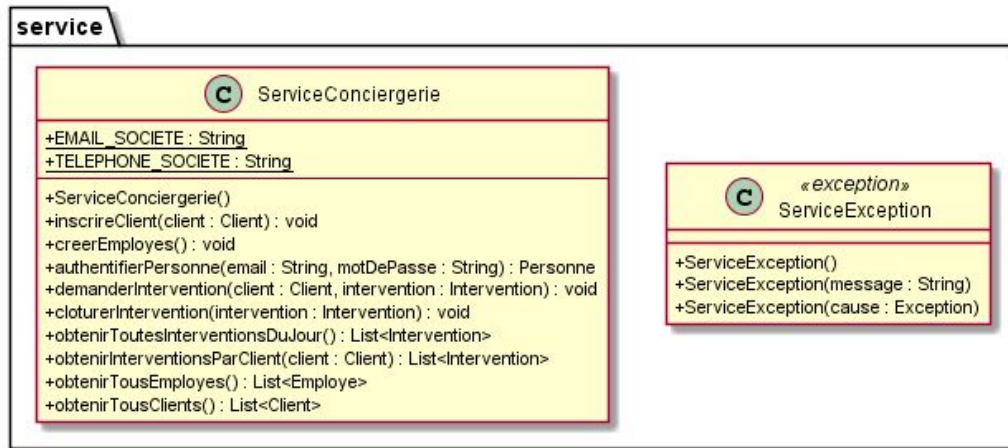 service
C ServiceConciergerie
+EMAIL_SOCIETE : String
+TELEPHONE_SOCIETE : String
+ServiceConciergerie()
+inscrireClient(client : Client) : void
+creerEmployes() : void
+authentifierPersonne(email : String, motDePasse : String) : Personne
+demanderIntervention(client : Client, intervention : Intervention) : void
+cloturerIntervention(intervention : Intervention) : void
+obtenirToutesInterventionsDuJour() : List<Intervention>
+obtenirInterventionsParClient(client : Client) : List<Intervention>
+obtenirTousEmployes() : List<Employe>
+obtenirTousClients() : List<Client>
C «exception»
ServiceException
+ServiceException()
+ServiceException(message : String)
+ServiceException(cause : Exception)